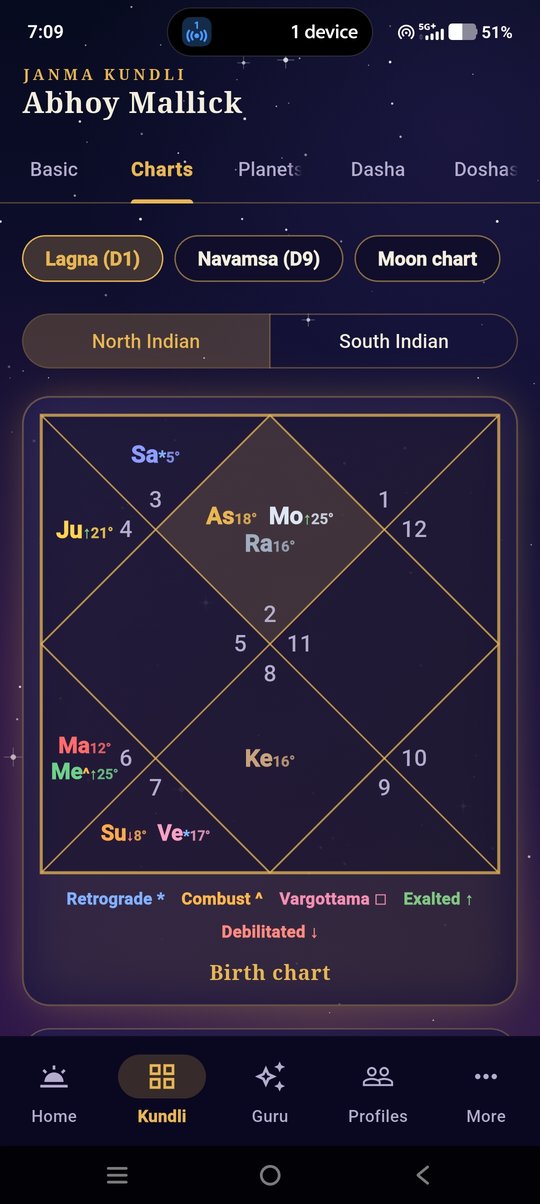 7:09 1 1 device 5G+ 51%
JANMA KUNDLI
Abhoy Mallick
Basic Charts Planets Dasha Doshas
Lagna (D1) Navamsa (D9) Moon chart
North Indian South Indian
Sa*5°
3 1
Ju↑21° 4 As18° Mo↑25° 12
Ra16°
2
5 11
8
Ma12° 6 Ke16° 10
Me^↑25°
7 9
Su↓8° Ve*17°
Retrograde * Combust ^ Vargottama □ Exalted ↑
Debilitated ↓
Birth chart
Home Kundli Guru Profiles More